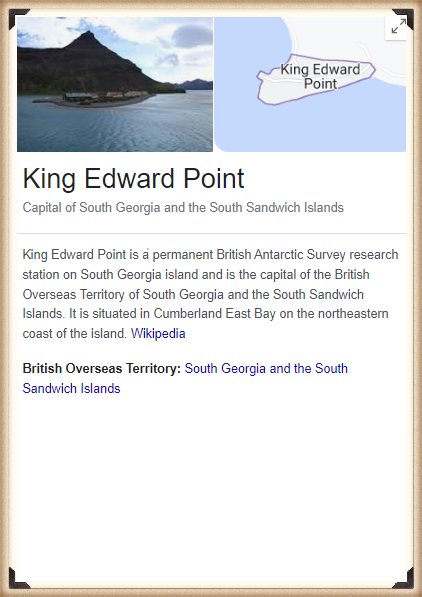 King Edward
Point
King Edward Point
Capital of South Georgia and the South Sandwich Islands
King Edward Point is a permanent British Antarctic Survey research
station on South Georgia island and is the capital of the British
Overseas Territory of South Georgia and the South Sandwich
Islands. It is situated in Cumberland East Bay on the northeastern
coast of the island. Wikipedia
British Overseas Territory: South Georgia and the South
Sandwich Islands